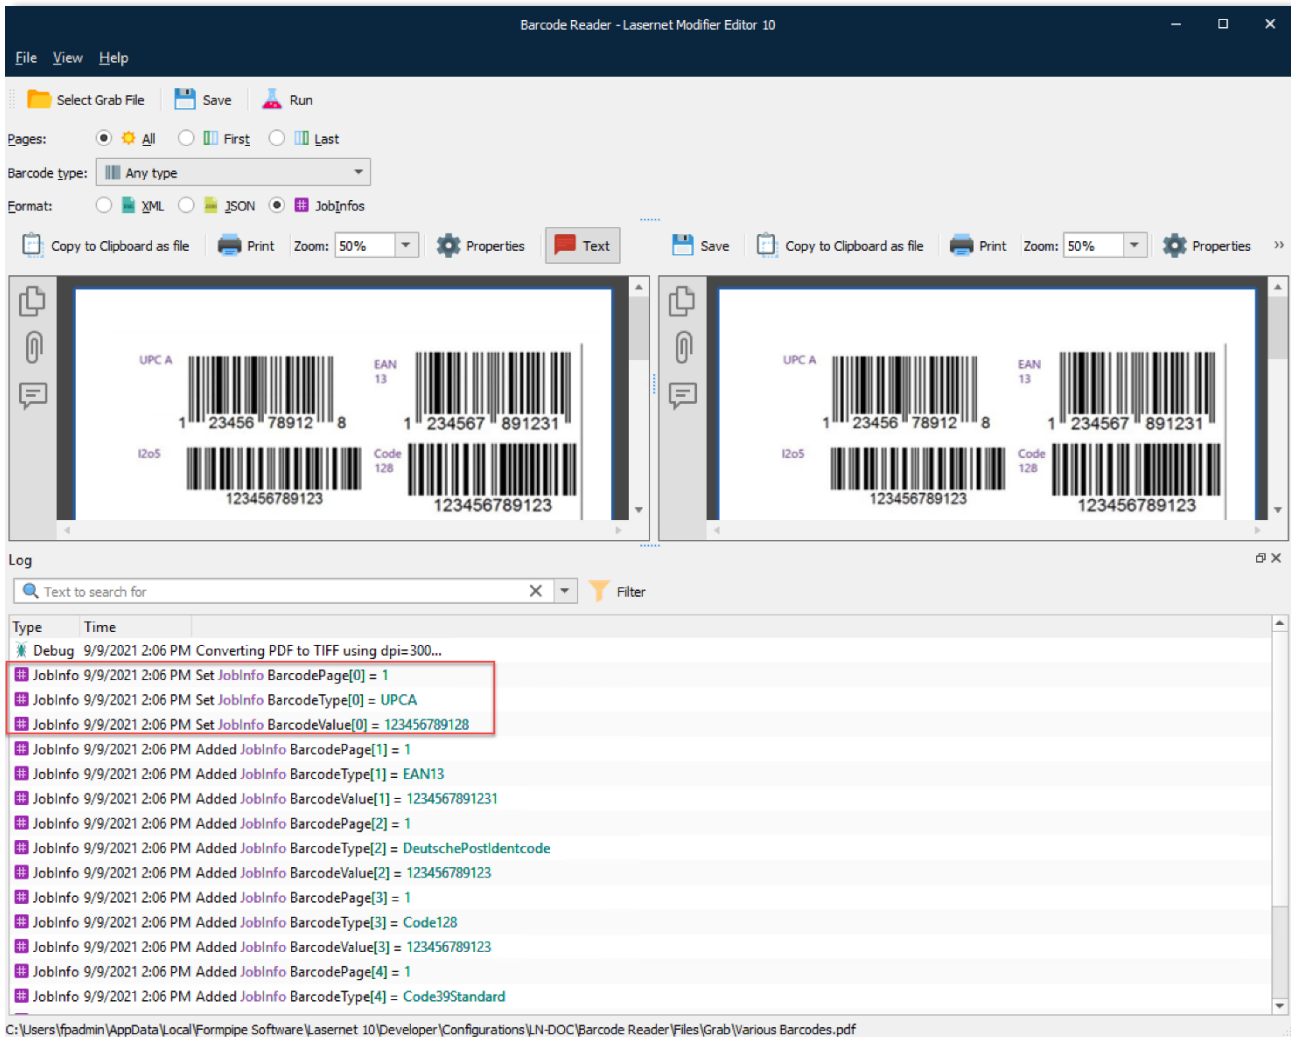 Barcode Reader - Lasernet Modifier Editor 10
File View Help
Select Grab File Save Run
Pages: All First Last
Barcode type: Any type
Format: XML JSON JobInfos
Copy to Clipboard as file Print Zoom: 50% Properties Text Save Copy to Clipboard as file Print Zoom: 50% Properties »
UPC A
1 23456 78912 8
EAN
13
1 234567 891231
I2o5
123456789123
Code
128
123456789123
UPC A
1 23456 78912 8
EAN
13
1 234567 891231
I2o5
123456789123
Code
128
123456789123
Log
Text to search for Filter
Type Time
Debug 9/9/2021 2:06 PM Converting PDF to TIFF using dpi=300...
JobInfo 9/9/2021 2:06 PM Set JobInfo BarcodePage[0] = 1
JobInfo 9/9/2021 2:06 PM Set JobInfo BarcodeType[0] = UPCA
JobInfo 9/9/2021 2:06 PM Set JobInfo BarcodeValue[0] = 123456789128
JobInfo 9/9/2021 2:06 PM Added JobInfo BarcodePage[1] = 1
JobInfo 9/9/2021 2:06 PM Added JobInfo BarcodeType[1] = EAN13
JobInfo 9/9/2021 2:06 PM Added JobInfo BarcodeValue[1] = 1234567891231
JobInfo 9/9/2021 2:06 PM Added JobInfo BarcodePage[2] = 1
JobInfo 9/9/2021 2:06 PM Added JobInfo BarcodeType[2] = DeutschePostIdentcode
JobInfo 9/9/2021 2:06 PM Added JobInfo BarcodeValue[2] = 123456789123
JobInfo 9/9/2021 2:06 PM Added JobInfo BarcodePage[3] = 1
JobInfo 9/9/2021 2:06 PM Added JobInfo BarcodeType[3] = Code128
JobInfo 9/9/2021 2:06 PM Added JobInfo BarcodeValue[3] = 123456789123
JobInfo 9/9/2021 2:06 PM Added JobInfo BarcodePage[4] = 1
JobInfo 9/9/2021 2:06 PM Added JobInfo BarcodeType[4] = Code39Standard
C:\Users\fpadmin\AppData\Local\Formpipe Software\Lasernet 10\Developer\Configurations\LN-DOC\Barcode Reader\Files\Grab\Various Barcodes.pdf